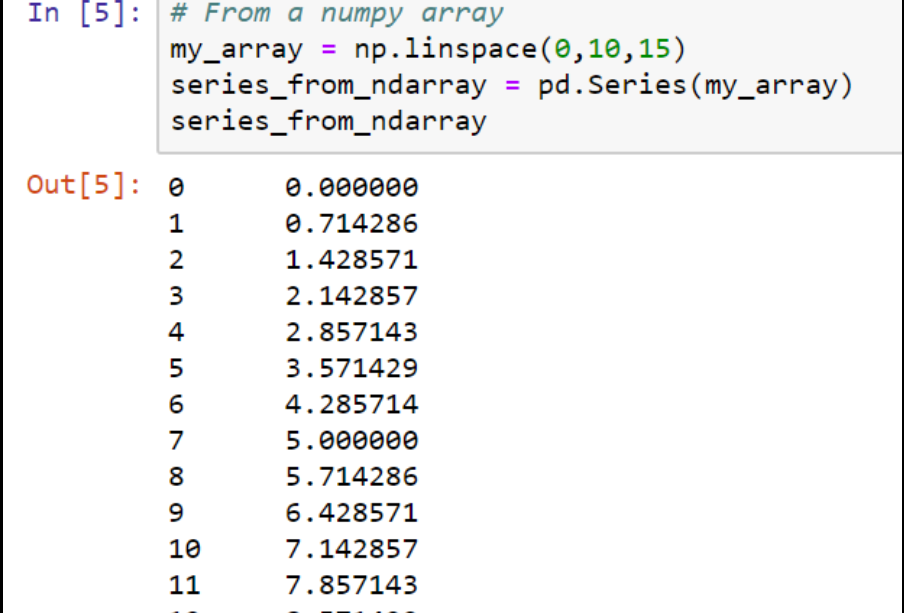 In [5]: # From a numpy array
my_array = np.linspace(0,10,15)
series_from_ndarray = pd.Series(my_array)
series_from_ndarray
Out[5]: 0 0.000000
1 0.714286
2 1.428571
3 2.142857
4 2.857143
5 3.571429
6 4.285714
7 5.000000
8 5.714286
9 6.428571
10 7.142857
11 7.857143